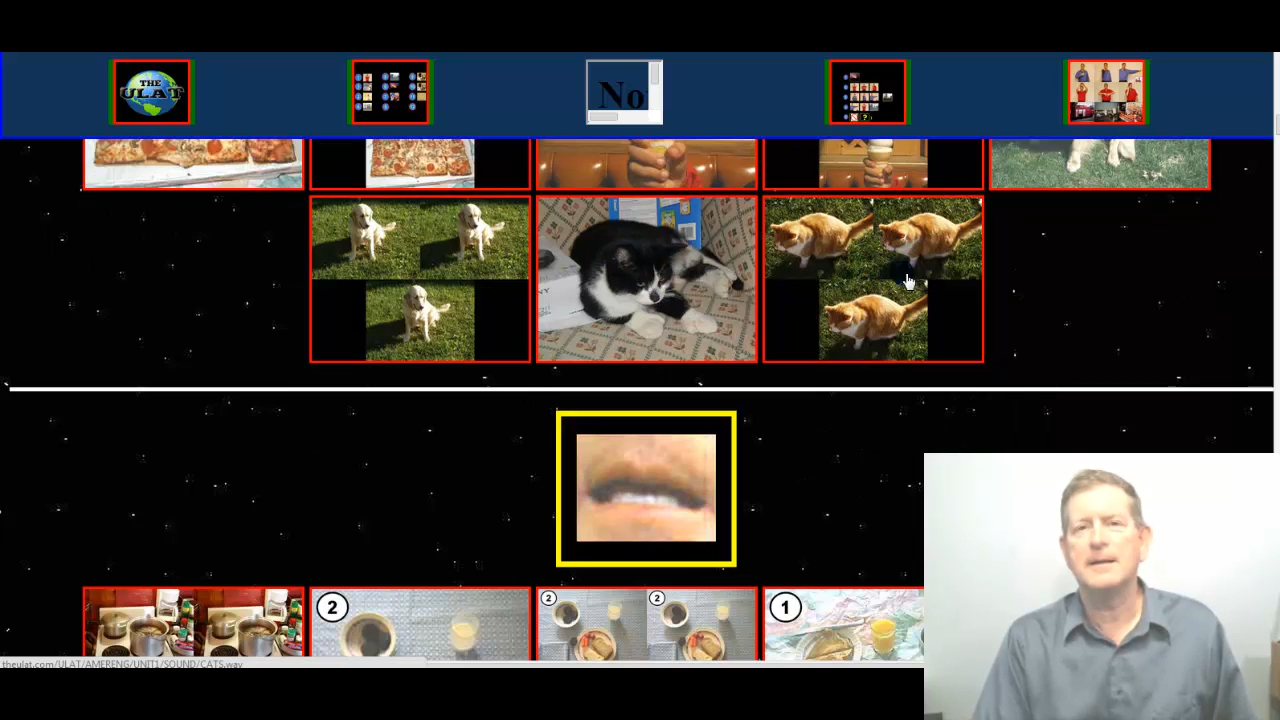 THE
ULAT
No
2
2
2
1
theulat.com/ULAT/AMERENG/UNIT1/SOUND/CATS.wav